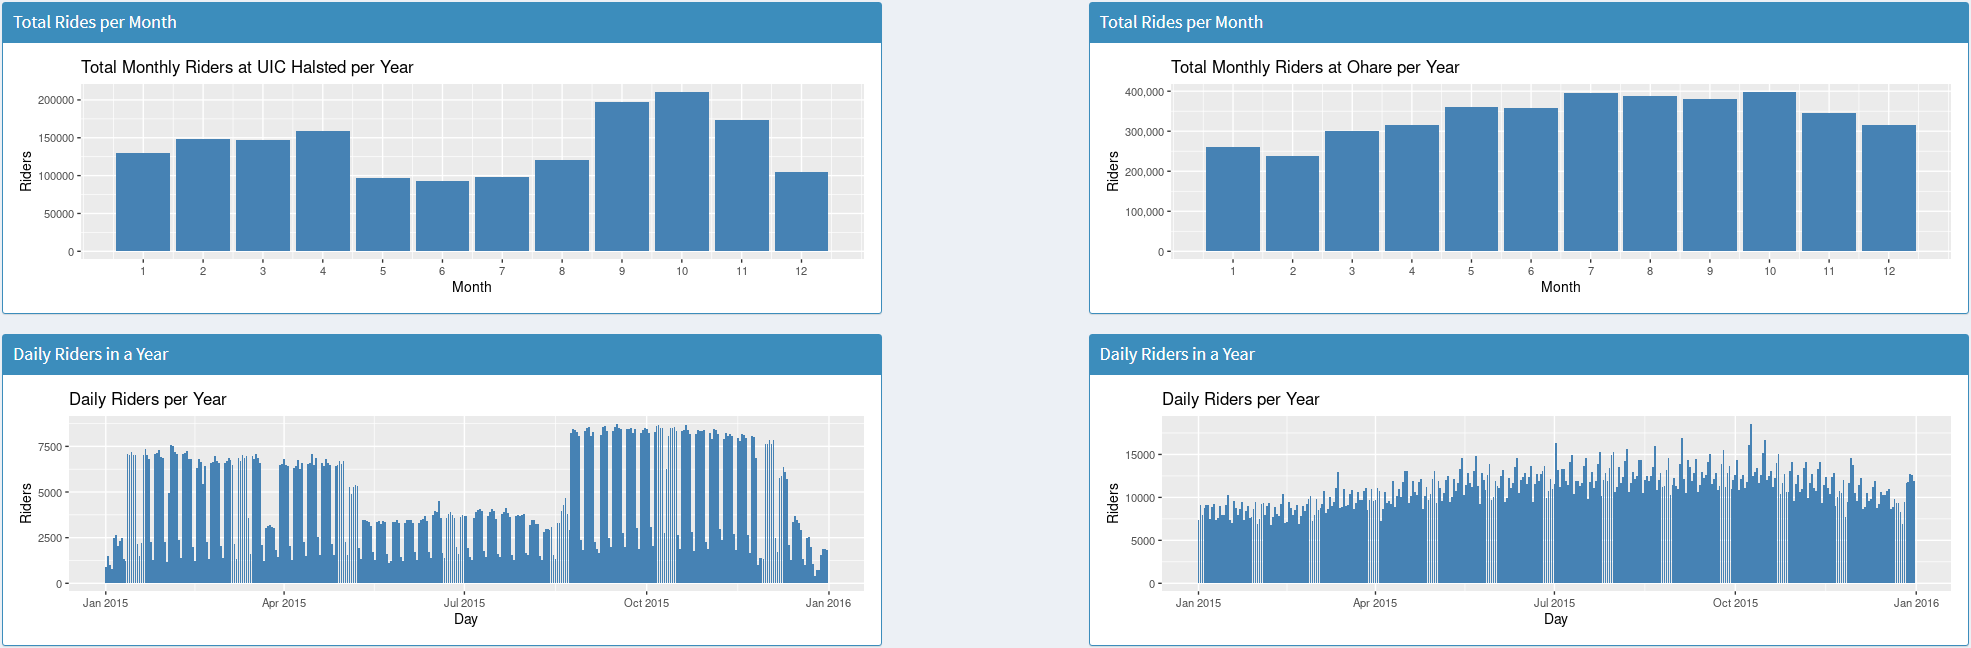 Total Rides per Month
Total Monthly Riders at UIC Halsted per Year
200000
150000
100000
50000
0
Riders
1 2 3 4 5 6 7 8 9 10 11 12
Month
Total Rides per Month
Total Monthly Riders at Ohare per Year
400,000
300,000
200,000
100,000
0
Riders
1 2 3 4 5 6 7 8 9 10 11 12
Month
Daily Riders in a Year
Daily Riders per Year
7500
5000
2500
0
Riders
Jan 2015 Apr 2015 Jul 2015 Oct 2015 Jan 2016
Day
Daily Riders in a Year
Daily Riders per Year
15000
10000
5000
0
Riders
Jan 2015 Apr 2015 Jul 2015 Oct 2015 Jan 2016
Day